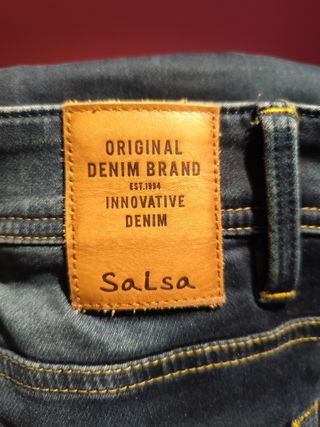 ORIGINAL
DENIM BRAND
EST.1994
INNOVATIVE
DENIM
Salsa